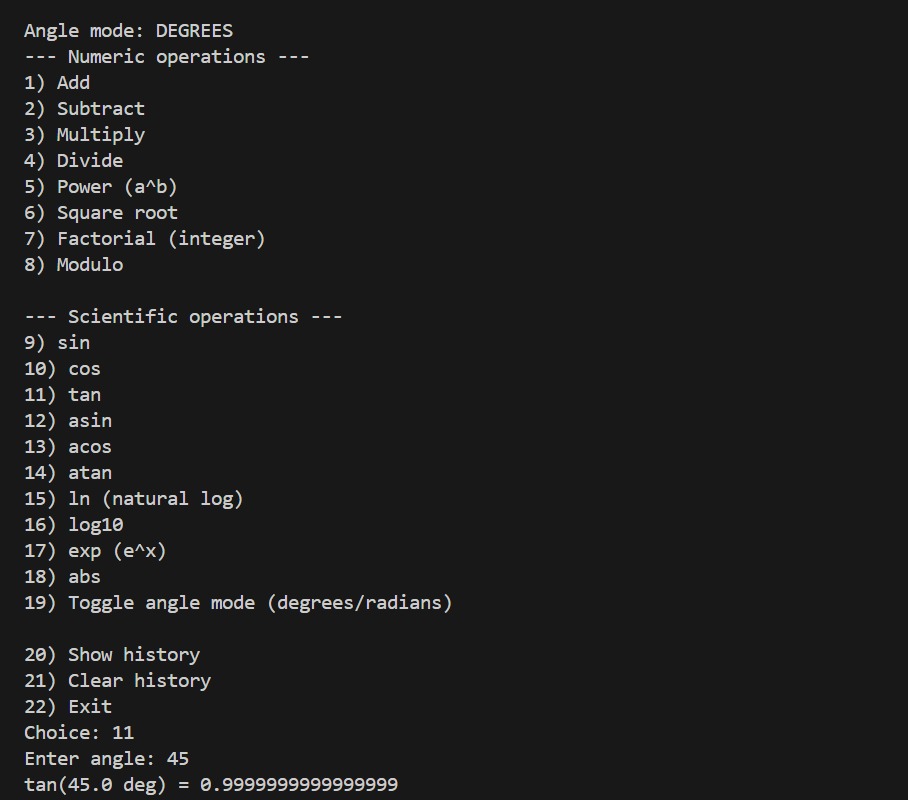 Angle mode: DEGREES
--- Numeric operations ---
1) Add
2) Subtract
3) Multiply
4) Divide
5) Power (a^b)
6) Square root
7) Factorial (integer)
8) Modulo
--- Scientific operations ---
9) sin
10) cos
11) tan
12) asin
13) acos
14) atan
15) ln (natural log)
16) log10
17) exp (e^x)
18) abs
19) Toggle angle mode (degrees/radians)
20) Show history
21) Clear history
22) Exit
Choice: 11
Enter angle: 45
tan(45.0 deg) = 0.9999999999999999